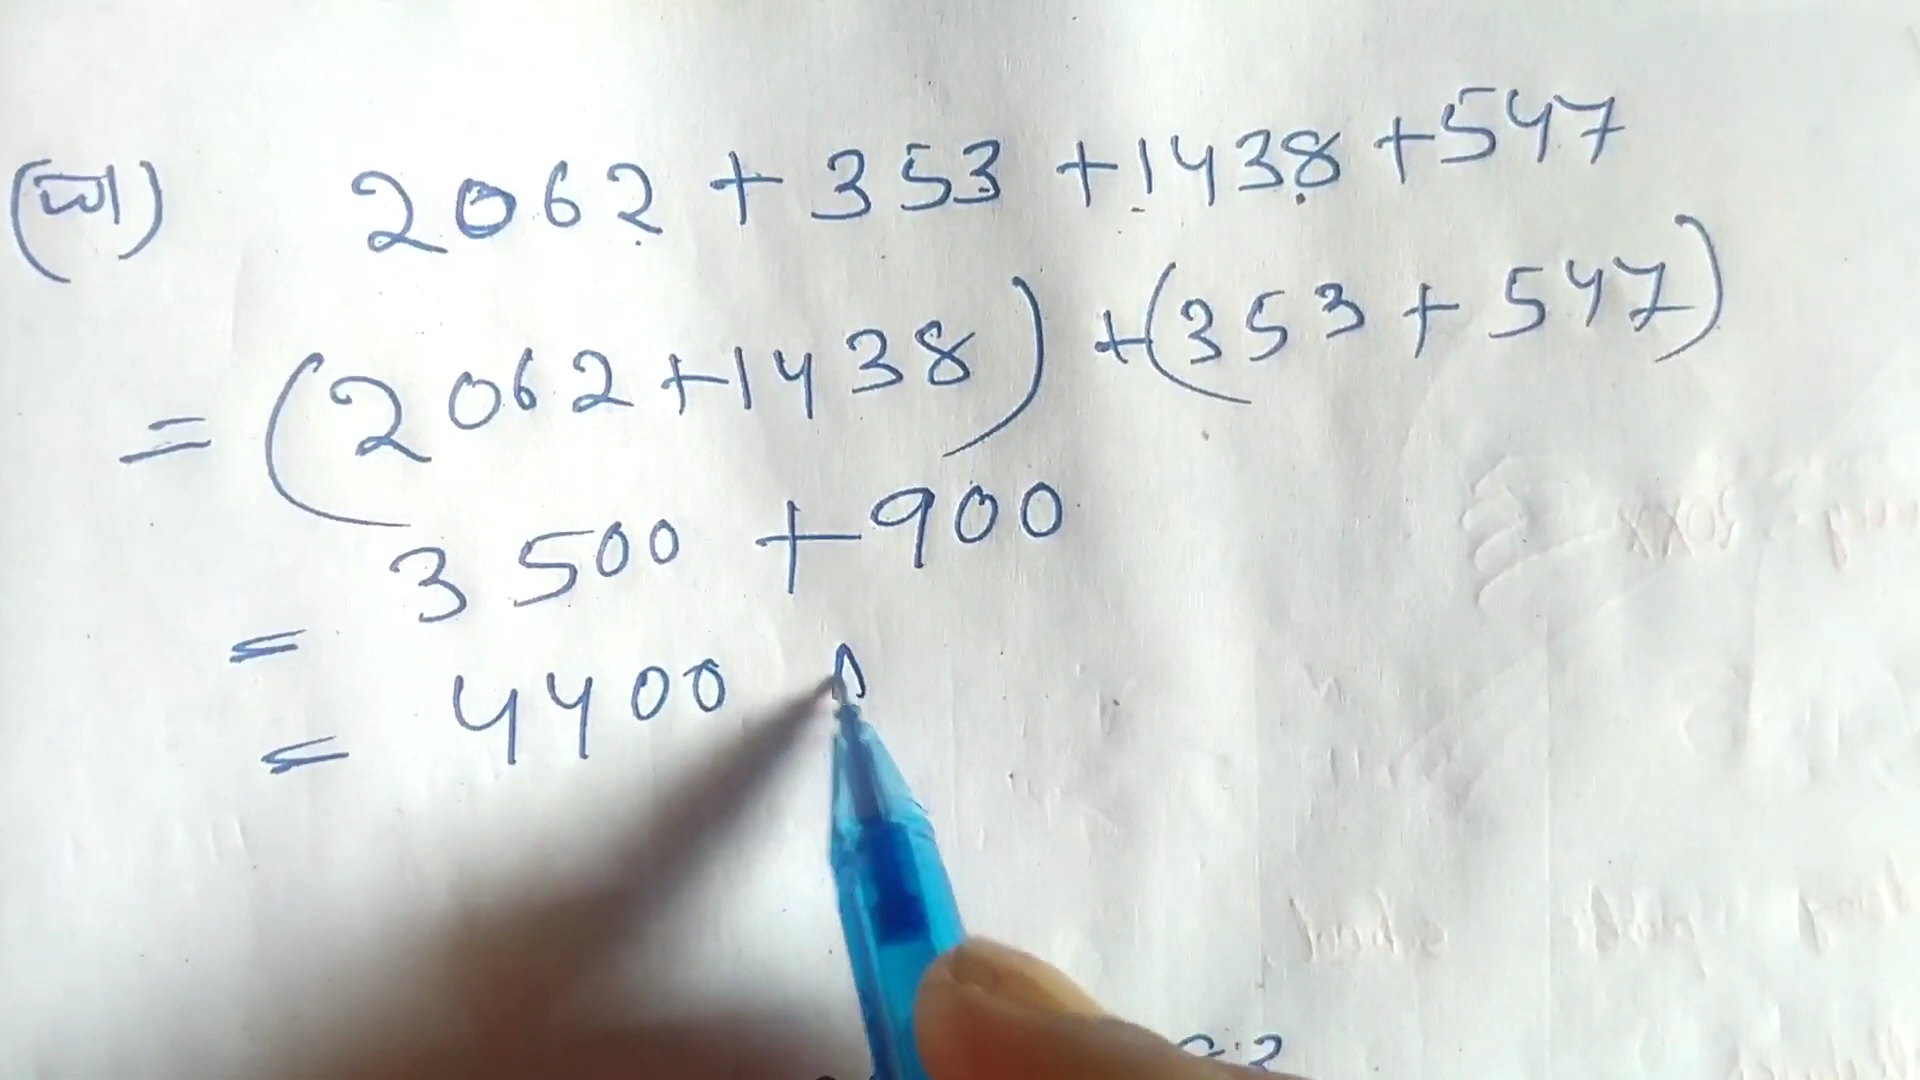 (घ) 2062 + 353 + 1438 + 547
= (2062 + 1438) + (353 + 547)
= 3500 + 900
= 4400